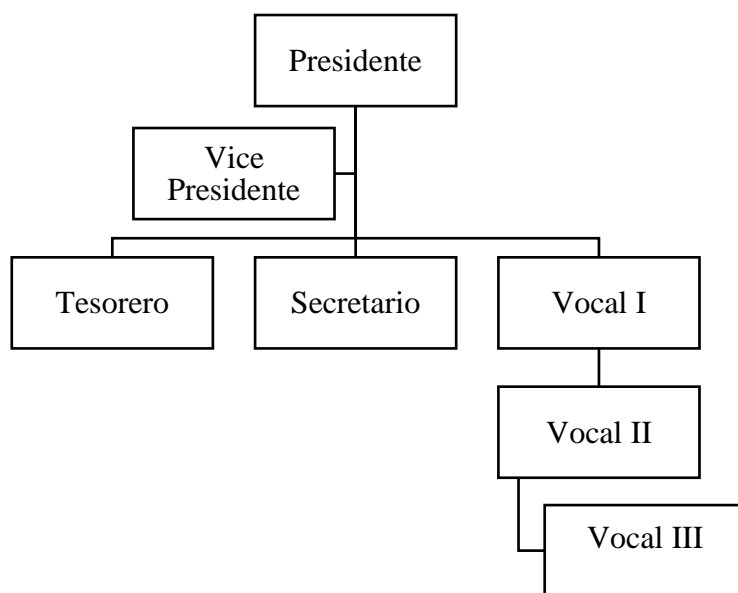 Presidente
Vice
Presidente
Tesorero
Secretario
Vocal I
Vocal II
Vocal III